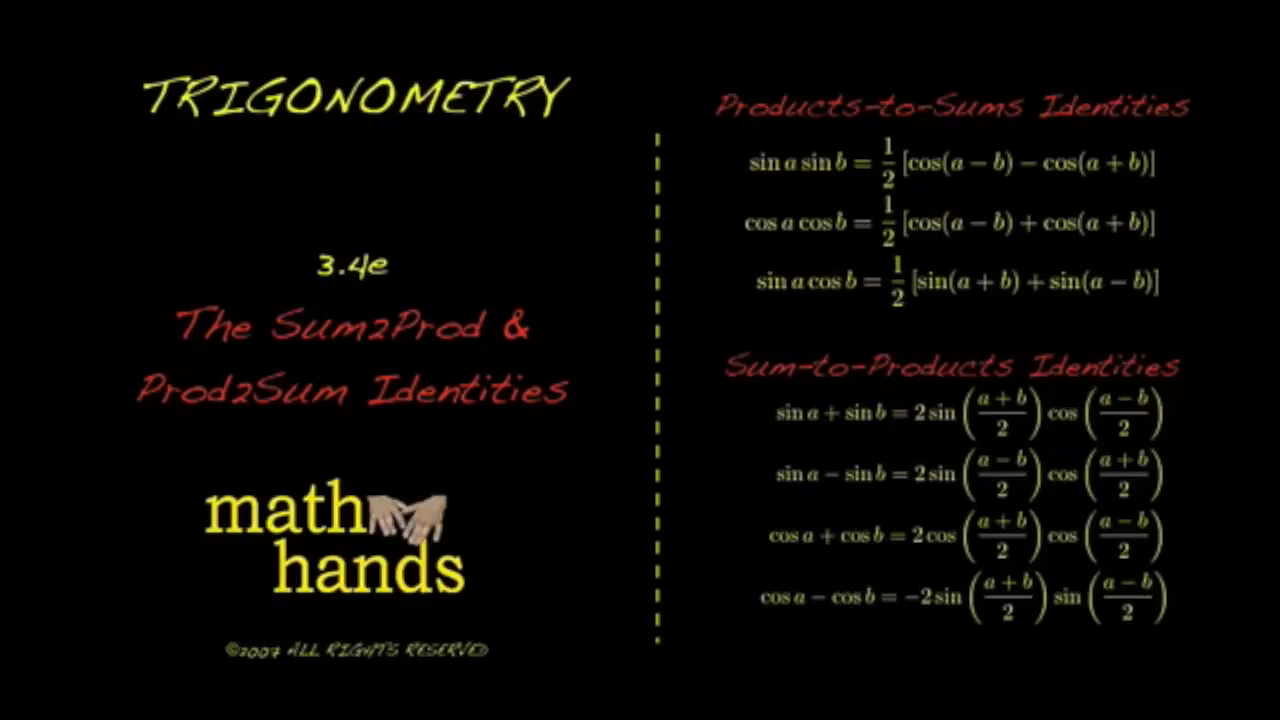 TRIGONOMETRY
3.4e
The Sum2Prod &
Prod2Sum Identities
math
hands
©2007 ALL RIGHTS RESERVED
Products-to-Sums Identities
sin a sin b = 1/2 [cos(a − b) − cos(a + b)]
cos a cos b = 1/2 [cos(a − b) + cos(a + b)]
sin a cos b = 1/2 [sin(a + b) + sin(a − b)]
Sum-to-Products Identities
sin a + sin b = 2 sin ((a + b)/2) cos ((a − b)/2)
sin a − sin b = 2 sin ((a − b)/2) cos ((a + b)/2)
cos a + cos b = 2 cos ((a + b)/2) cos ((a − b)/2)
cos a − cos b = −2 sin ((a + b)/2) sin ((a − b)/2)